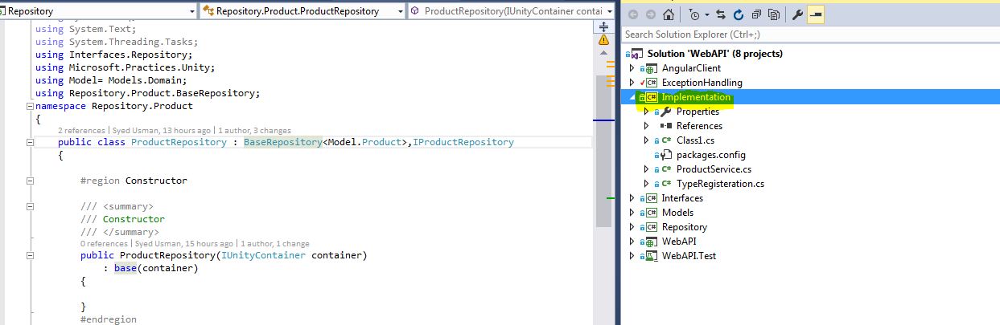 Repository
Repository.Product.ProductRepository
ProductRepository(IUnityContainer contai
using System.Text;
using System.Threading.Tasks;
using Interfaces.Repository;
using Microsoft.Practices.Unity;
using Model= Models.Domain;
using Repository.Product.BaseRepository;
namespace Repository.Product
{
2 references | Syed Usman, 13 hours ago | 1 author, 3 changes
public class ProductRepository : BaseRepository<Model.Product>,IProductRepository
{
#region Constructor
/// <summary>
/// Constructor
/// </summary>
0 references | Syed Usman, 15 hours ago | 1 author, 1 change
public ProductRepository(IUnityContainer container)
: base(container)
{
}
#endregion
Search Solution Explorer (Ctrl+;)
Solution 'WebAPI' (8 projects)
AngularClient
C# ExceptionHandling
C# Implementation
Properties
References
C# Class1.cs
packages.config
C# ProductService.cs
C# TypeRegisteration.cs
C# Interfaces
C# Models
C# Repository
WebAPI
WebAPI.Test